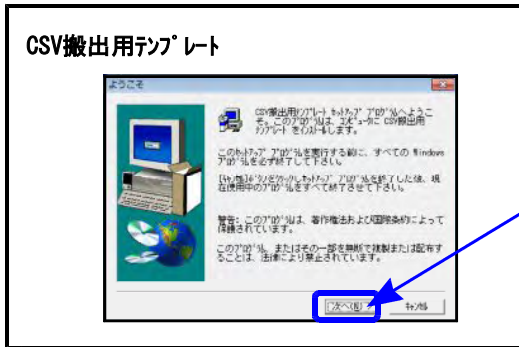 CSV搬出用ﾃﾝﾌﾟﾚｰﾄ
ようこそ
CSV搬出用ﾃﾝﾌﾟﾚｰﾄ ｾｯﾄｱｯﾌﾟ ﾌﾟﾛｸﾞﾗﾑへようこ
そ。このﾌﾟﾛｸﾞﾗﾑは、ｺﾝﾋﾟｭｰﾀに CSV搬出用
ﾃﾝﾌﾟﾚｰﾄ をｲﾝｽﾄｰﾙします。
このｾｯﾄｱｯﾌﾟ ﾌﾟﾛｸﾞﾗﾑを実行する前に、すべての Windows
ﾌﾟﾛｸﾞﾗﾑを必ず終了して下さい。
[ｷｬﾝｾﾙ]ﾎﾞﾀﾝをｸﾘｯｸしｾｯﾄｱｯﾌﾟ ﾌﾟﾛｸﾞﾗﾑを終了した後、現
在使用中のﾌﾟﾛｸﾞﾗﾑをすべて終了させて下さい。
警告: このﾌﾟﾛｸﾞﾗﾑは、著作権法および国際条約によって
保護されています。
このﾌﾟﾛｸﾞﾗﾑ、またはその一部を無断で複製または配布す
ることは、法律により禁止されています。
次へ(N) >
ｷｬﾝｾﾙ